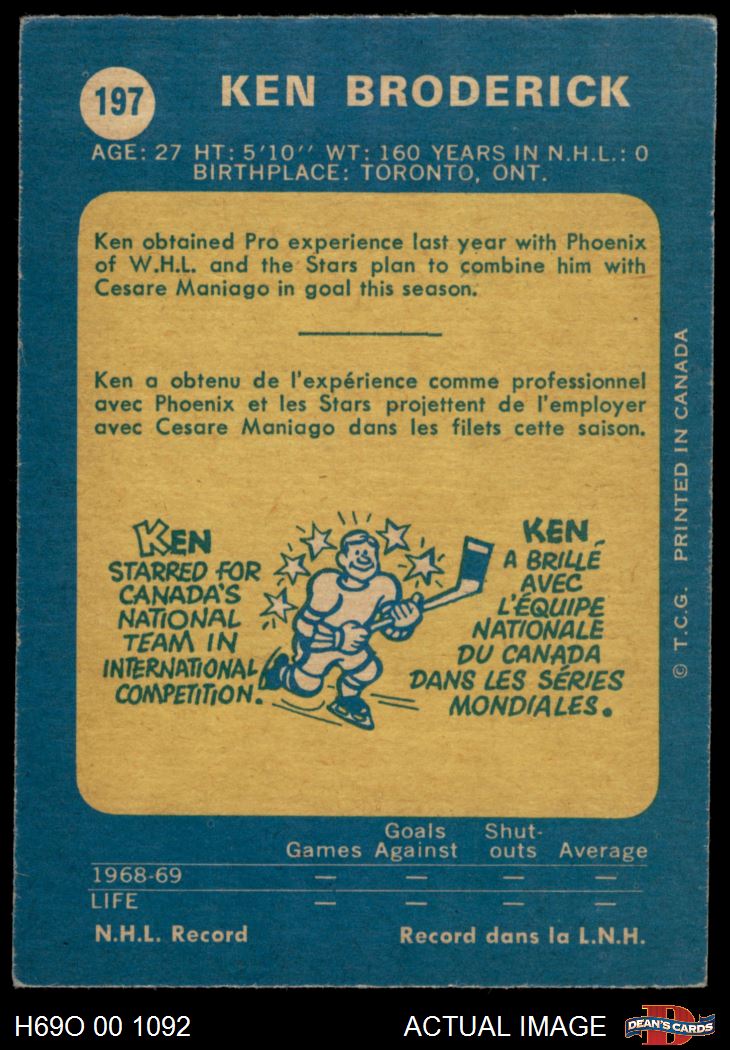 197
KEN BRODERICK
AGE: 27 HT: 5'10'' WT: 160 YEARS IN N.H.L.: 0
BIRTHPLACE: TORONTO, ONT.
Ken obtained Pro experience last year with Phoenix
of W.H.L. and the Stars plan to combine him with
Cesare Maniago in goal this season.
Ken a obtenu de l'expérience comme professionnel
avec Phoenix et les Stars projettent de l'employer
avec Cesare Maniago dans les filets cette saison.
KEN
STARRED FOR
CANADA'S
NATIONAL
TEAM IN
INTERNATIONAL
COMPETITION.
KEN
A BRILLÉ
AVEC
L'ÉQUIPE
NATIONALE
DU CANADA
DANS LES SÉRIES
MONDIALES.
© T.C.G. PRINTED IN CANADA
Games Goals Against Shut-outs Average
1968-69 — — — —
LIFE — — — —
N.H.L. Record Record dans la L.N.H.
H69O 00 1092 ACTUAL IMAGE DEAN'S CARDS